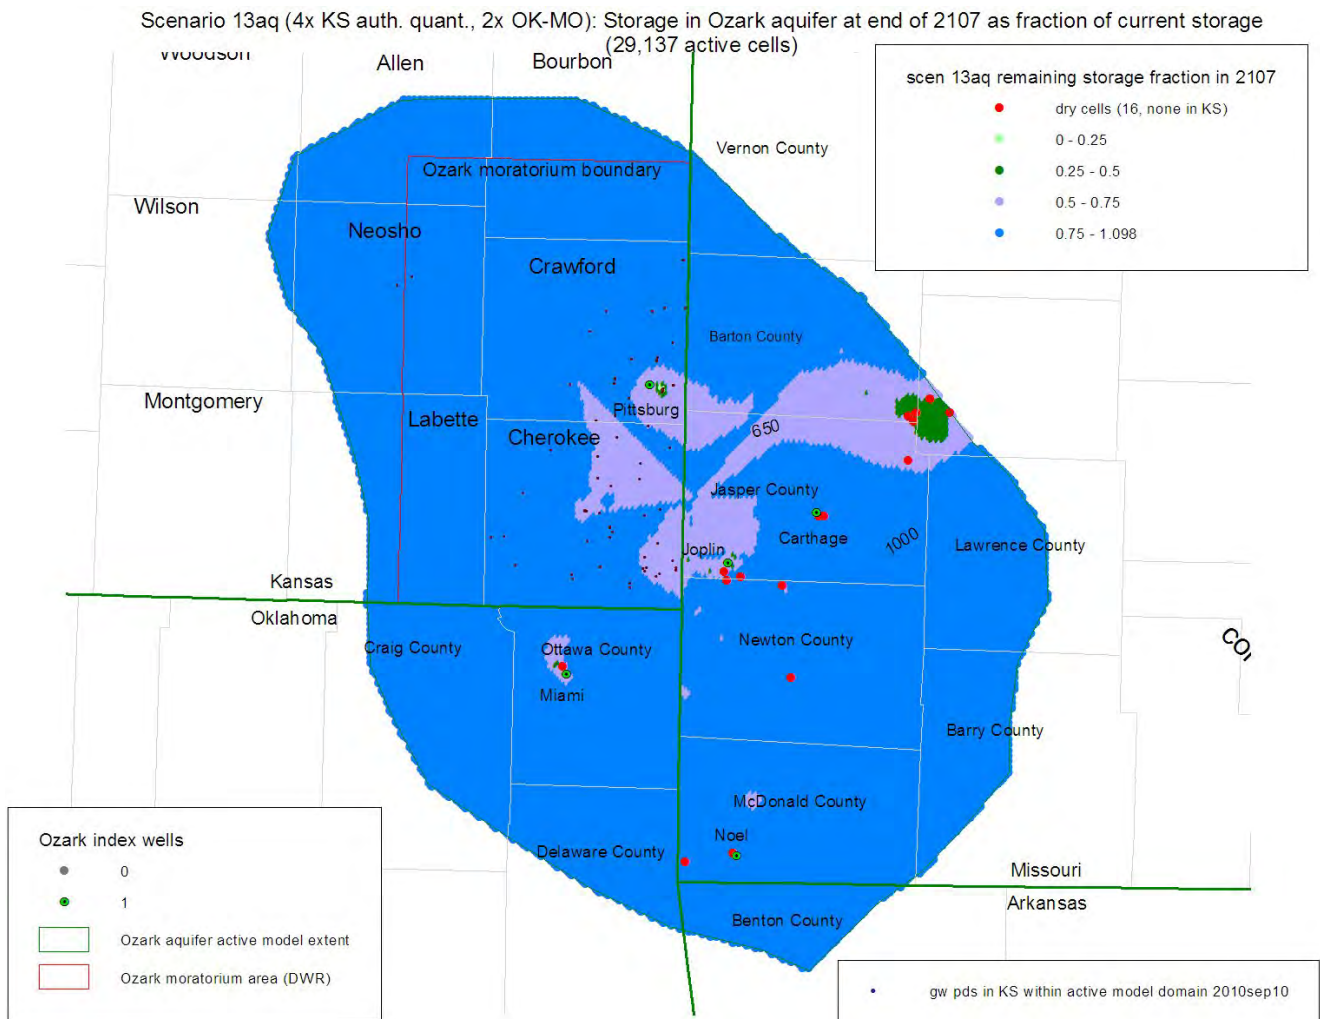 Scenario 13aq (4x KS auth. quant., 2x OK-MO): Storage in Ozark aquifer at end of 2107 as fraction of current storage
(29,137 active cells)
Woodson
Allen
Bourbon
scen 13aq remaining storage fraction in 2107
dry cells (16, none in KS)
0 - 0.25
0.25 - 0.5
0.5 - 0.75
0.75 - 1.098
Vernon County
Ozark moratorium boundary
Wilson
Neosho
Crawford
Barton County
Montgomery
Labette
Pittsburg
Cherokee
650
Jasper County
Carthage
1000
Lawrence County
Joplin
Kansas
Oklahoma
Craig County
Ottawa County
Newton County
COI
Miami
Barry County
McDonald County
Noel
Delaware County
Missouri
Arkansas
Benton County
Ozark index wells
0
1
Ozark aquifer active model extent
Ozark moratorium area (DWR)
gw pds in KS within active model domain 2010sep10